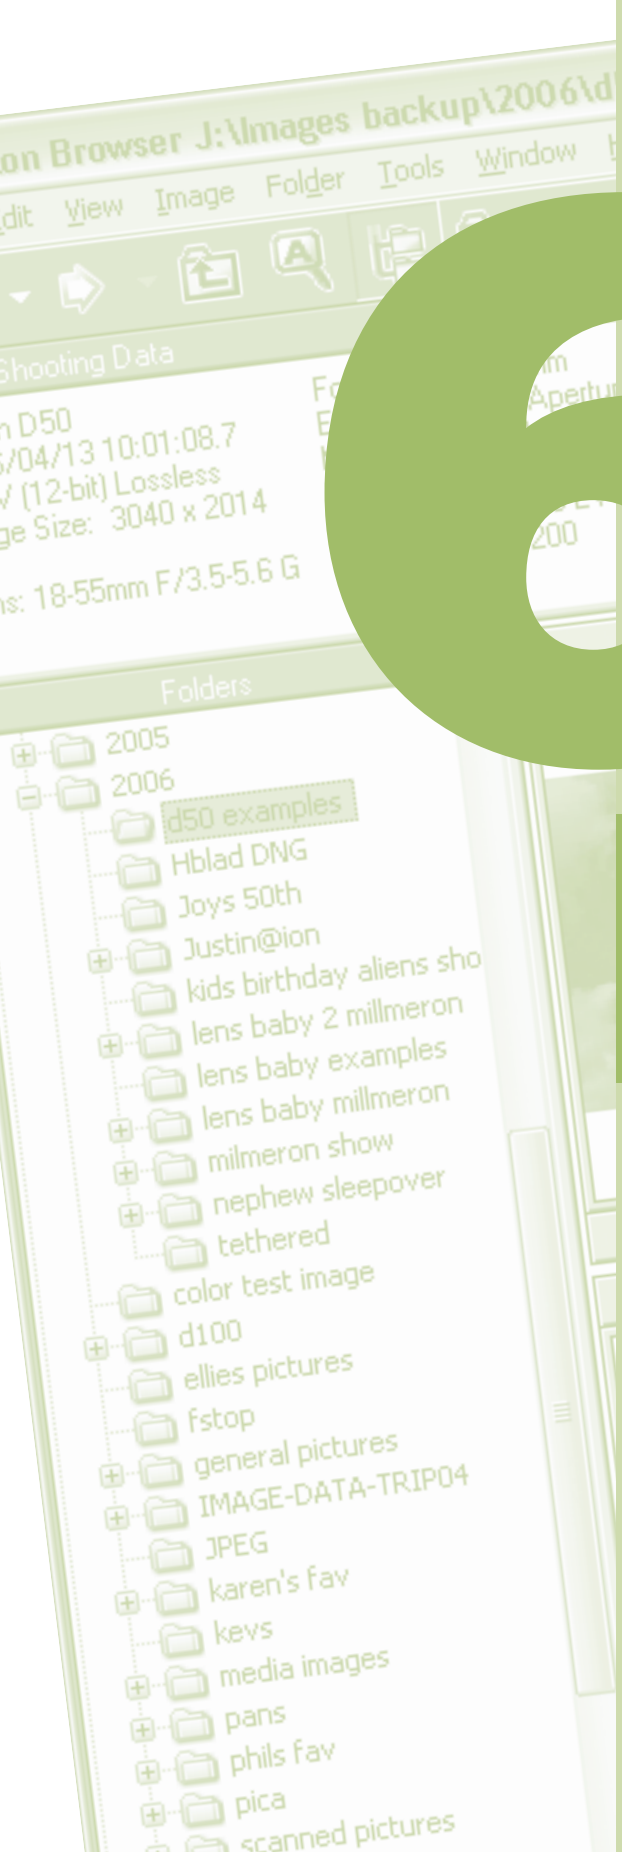 on Browser J:\Images backup\2006\d
dit View Image Folder Tools Window
6
Shooting Data
D50
/04/13 10:01:08.7
(12-bit) Lossless
ge Size: 3040 x 2014
ns: 18-55mm F/3.5-5.6 G
Fo
mm
Apertur
200
Folders
2005
2006
d50 examples
Hblad DNG
Joys 50th
Justin@ion
kids birthday aliens sho
lens baby 2 millmeron
lens baby examples
lens baby millmeron
milmeron show
nephew sleepover
tethered
color test image
d100
ellies pictures
fstop
general pictures
IMAGE-DATA-TRIP04
JPEG
karen's fav
kevs
media images
pans
phils fav
pica
scanned pictures